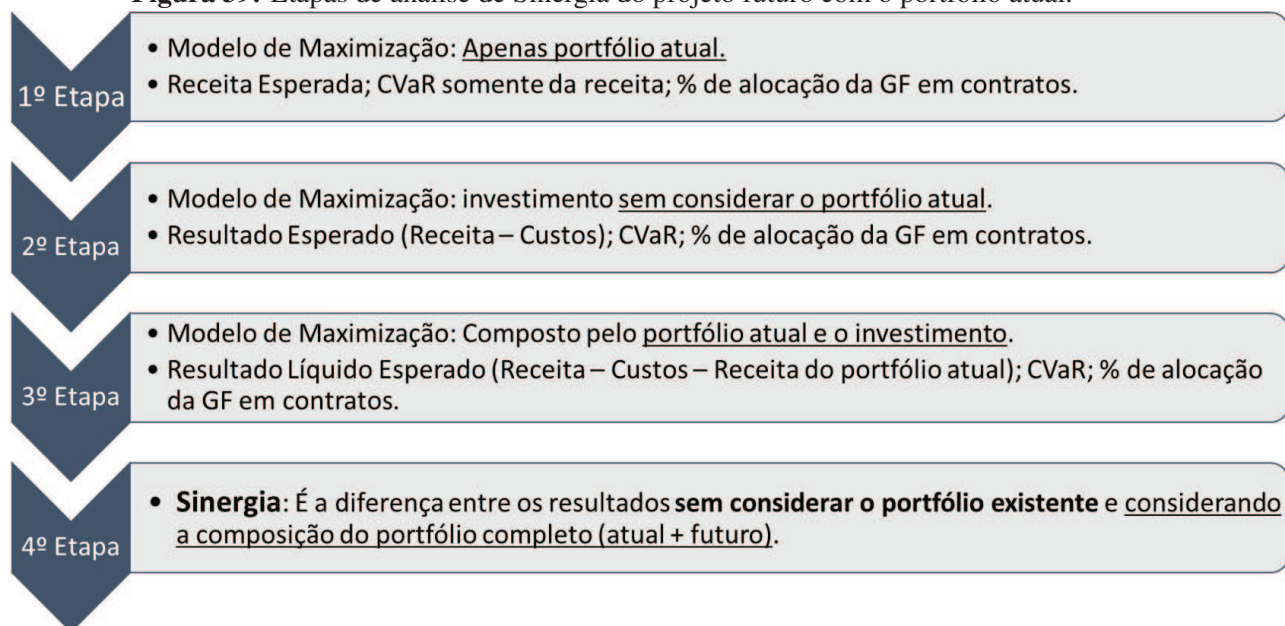 Figura 39: Etapas de análise de Sinergia do projeto futuro com o portfólio atual.
1º Etapa
• Modelo de Maximização: Apenas portfólio atual.
• Receita Esperada; CVaR somente da receita; % de alocação da GF em contratos.
2º Etapa
• Modelo de Maximização: investimento sem considerar o portfólio atual.
• Resultado Esperado (Receita – Custos); CVaR; % de alocação da GF em contratos.
3º Etapa
• Modelo de Maximização: Composto pelo portfólio atual e o investimento.
• Resultado Líquido Esperado (Receita – Custos – Receita do portfólio atual); CVaR; % de alocação
da GF em contratos.
4º Etapa
• Sinergia: É a diferença entre os resultados sem considerar o portfólio existente e considerando
a composição do portfólio completo (atual + futuro).